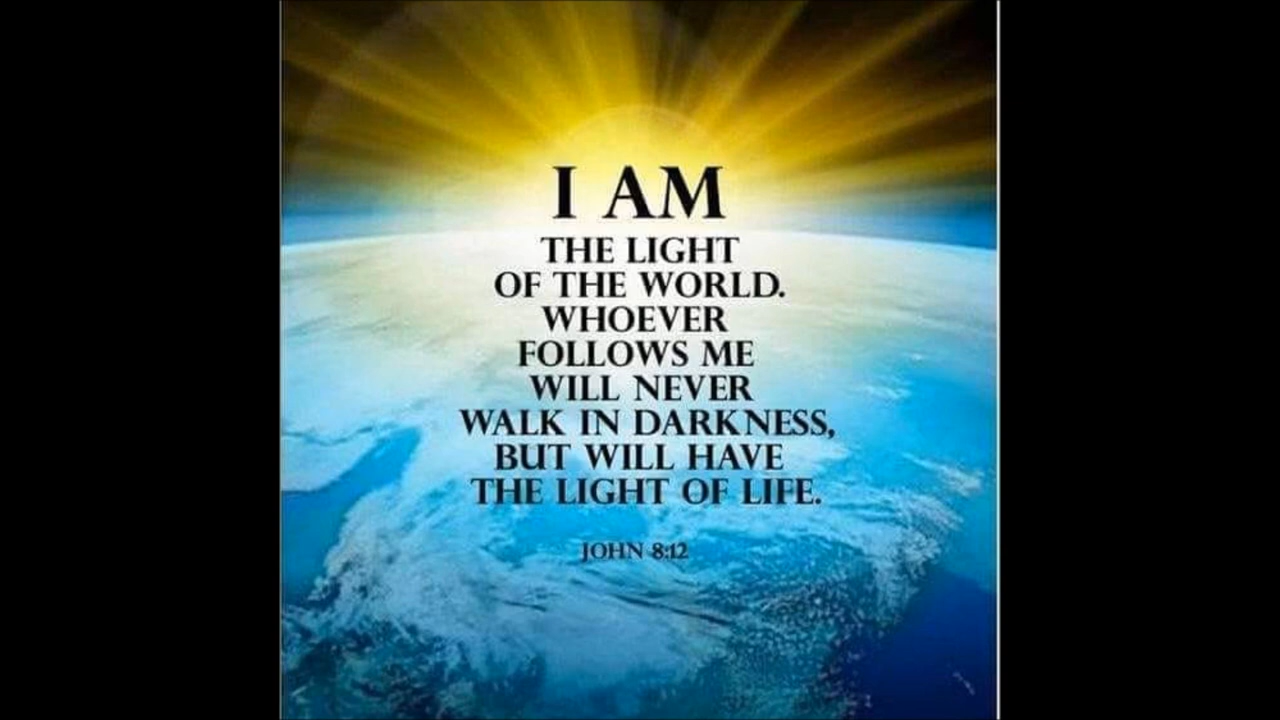 I AM
THE LIGHT
OF THE WORLD.
WHOEVER
FOLLOWS ME
WILL NEVER
WALK IN DARKNESS,
BUT WILL HAVE
THE LIGHT OF LIFE.
JOHN 8:12